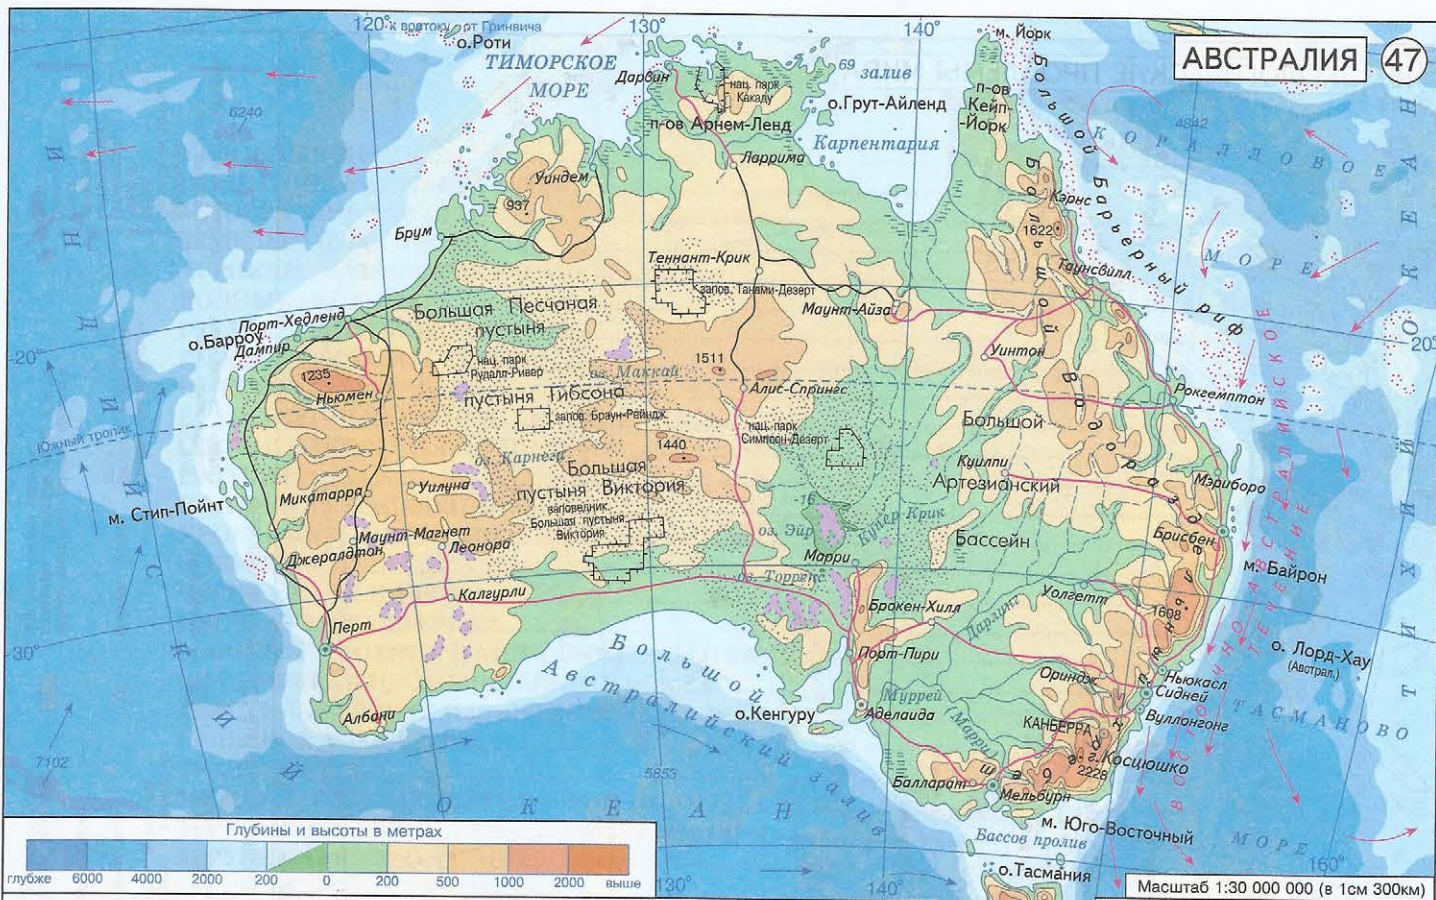 АВСТРАЛИЯ 47
120° к востоку от Гринвича
130°
140°
о.Роти
ТИМОРСКОЕ
МОРЕ
6240
Дарвин
нац. парк
Какаду
69
залив
Карпентария
о.Грут-Айленд
п-ов Арнем-Ленд
м. Йорк
п-ов
Кейп-
-Йорк
Большой Барьерный риф
4842
КОРАЛЛОВОЕ
МОРЕ
Ларрима
Уиндем
937
Брум
Кэрнс
1622
Таунсвилл
Теннант-Крик
запов. Танами-Дезерт
Маунт-Айза
Большая Песчаная
пустыня
Порт-Хедленд
о.Барроу
Дампир
-20°
20°
1235
Ньюмен
нац. парк
Рудалл-Ривер
оз. Маккай
1511
Алис-Спрингс
Уинтон
Рокгемптон
пустыня Гибсона
запов. Браун-Рейндж
Южный тропик
нац. парк
Симпсон-Дезерт
Большой
Артезианский
Бассейн
1440
оз. Карнеги
Большая
пустыня Виктория
заповедник
Большая пустыня
Виктория
Куилпи
Мэриборо
м. Стип-Пойнт
Микатарра
Уилуна
16
оз. Эйр
Купер-Крик
Брисбен
Маунт-Магнет
Леонора
Джералдтон
Марри
м. Байрон
оз. Торренс
Калгурли
Брокен-Хилл
Уолгетт
1608
Дарлинг
Перт
-30°
Большой
Австралийский залив
Порт-Пири
Ориндж
Ньюкасл
Сидней
о. Лорд-Хау
(Австрал.)
Муррей
(Марри)
Албани
о.Кенгуру
Аделаида
КАНБЕРРА
Вуллонгонг
г.Косцюшко
2228
Большой Водораздельный хр.
ВОСТОЧНОАВСТРАЛИЙСКОЕ
ТЕЧЕНИЕ
ТАСМАНОВО
МОРЕ
ТИХИЙ ОКЕАН
7102
5853
Балларат
Мельбурн
м. Юго-Восточный
Бассов пролив
о.Тасмания
ИНДИЙСКИЙ
ОКЕАН
130°
140°
160°
Глубины и высоты в метрах
глубже 6000 4000 2000 200 0 200 500 1000 2000 выше
Масштаб 1:30 000 000 (в 1см 300км)